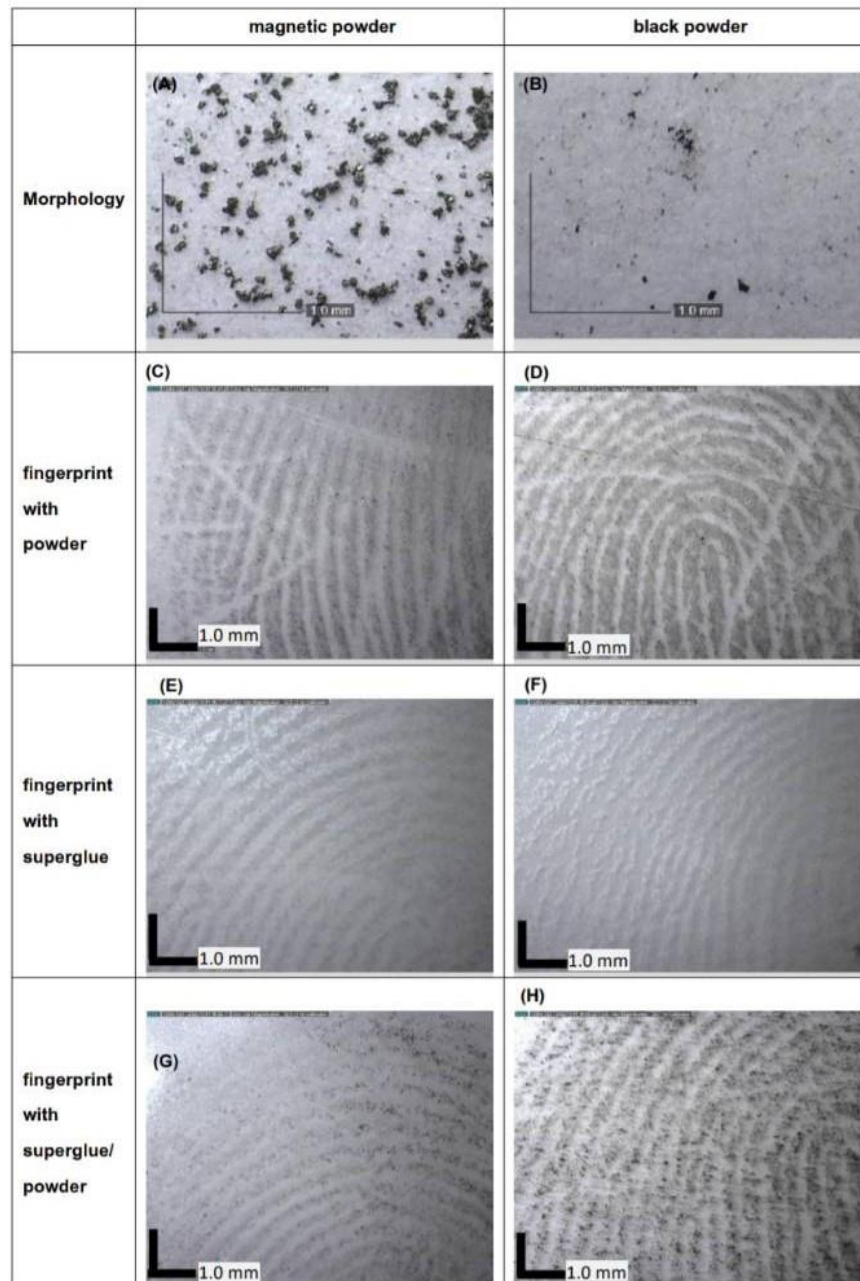 magnetic powder
black powder
Morphology
(A)
1.0 mm
(B)
1.0 mm
fingerprint
with
powder
(C)
1.0 mm
(D)
1.0 mm
fingerprint
with
superglue
(E)
1.0 mm
(F)
1.0 mm
fingerprint
with
superglue/
powder
(G)
1.0 mm
(H)
1.0 mm